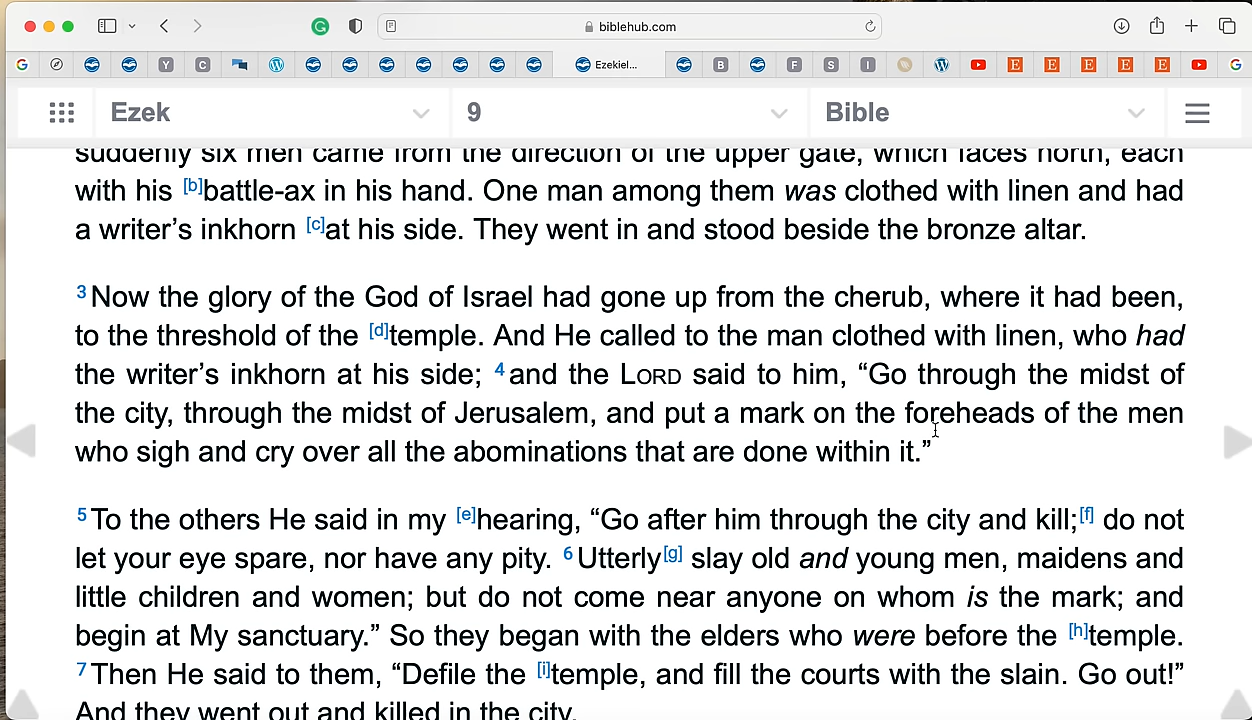 biblehub.com
Ezekiel...
Ezek 9 Bible
suddenly six men came from the direction of the upper gate, which faces north, each
with his [b]battle-ax in his hand. One man among them was clothed with linen and had
a writer’s inkhorn [c]at his side. They went in and stood beside the bronze altar.
3 Now the glory of the God of Israel had gone up from the cherub, where it had been,
to the threshold of the [d]temple. And He called to the man clothed with linen, who had
the writer’s inkhorn at his side; 4 and the LORD said to him, “Go through the midst of
the city, through the midst of Jerusalem, and put a mark on the foreheads of the men
who sigh and cry over all the abominations that are done within it.”
5 To the others He said in my [e]hearing, “Go after him through the city and kill;[f] do not
let your eye spare, nor have any pity. 6 Utterly[g] slay old and young men, maidens and
little children and women; but do not come near anyone on whom is the mark; and
begin at My sanctuary.” So they began with the elders who were before the [h]temple.
7 Then He said to them, “Defile the [i]temple, and fill the courts with the slain. Go out!”
And they went out and killed in the city.